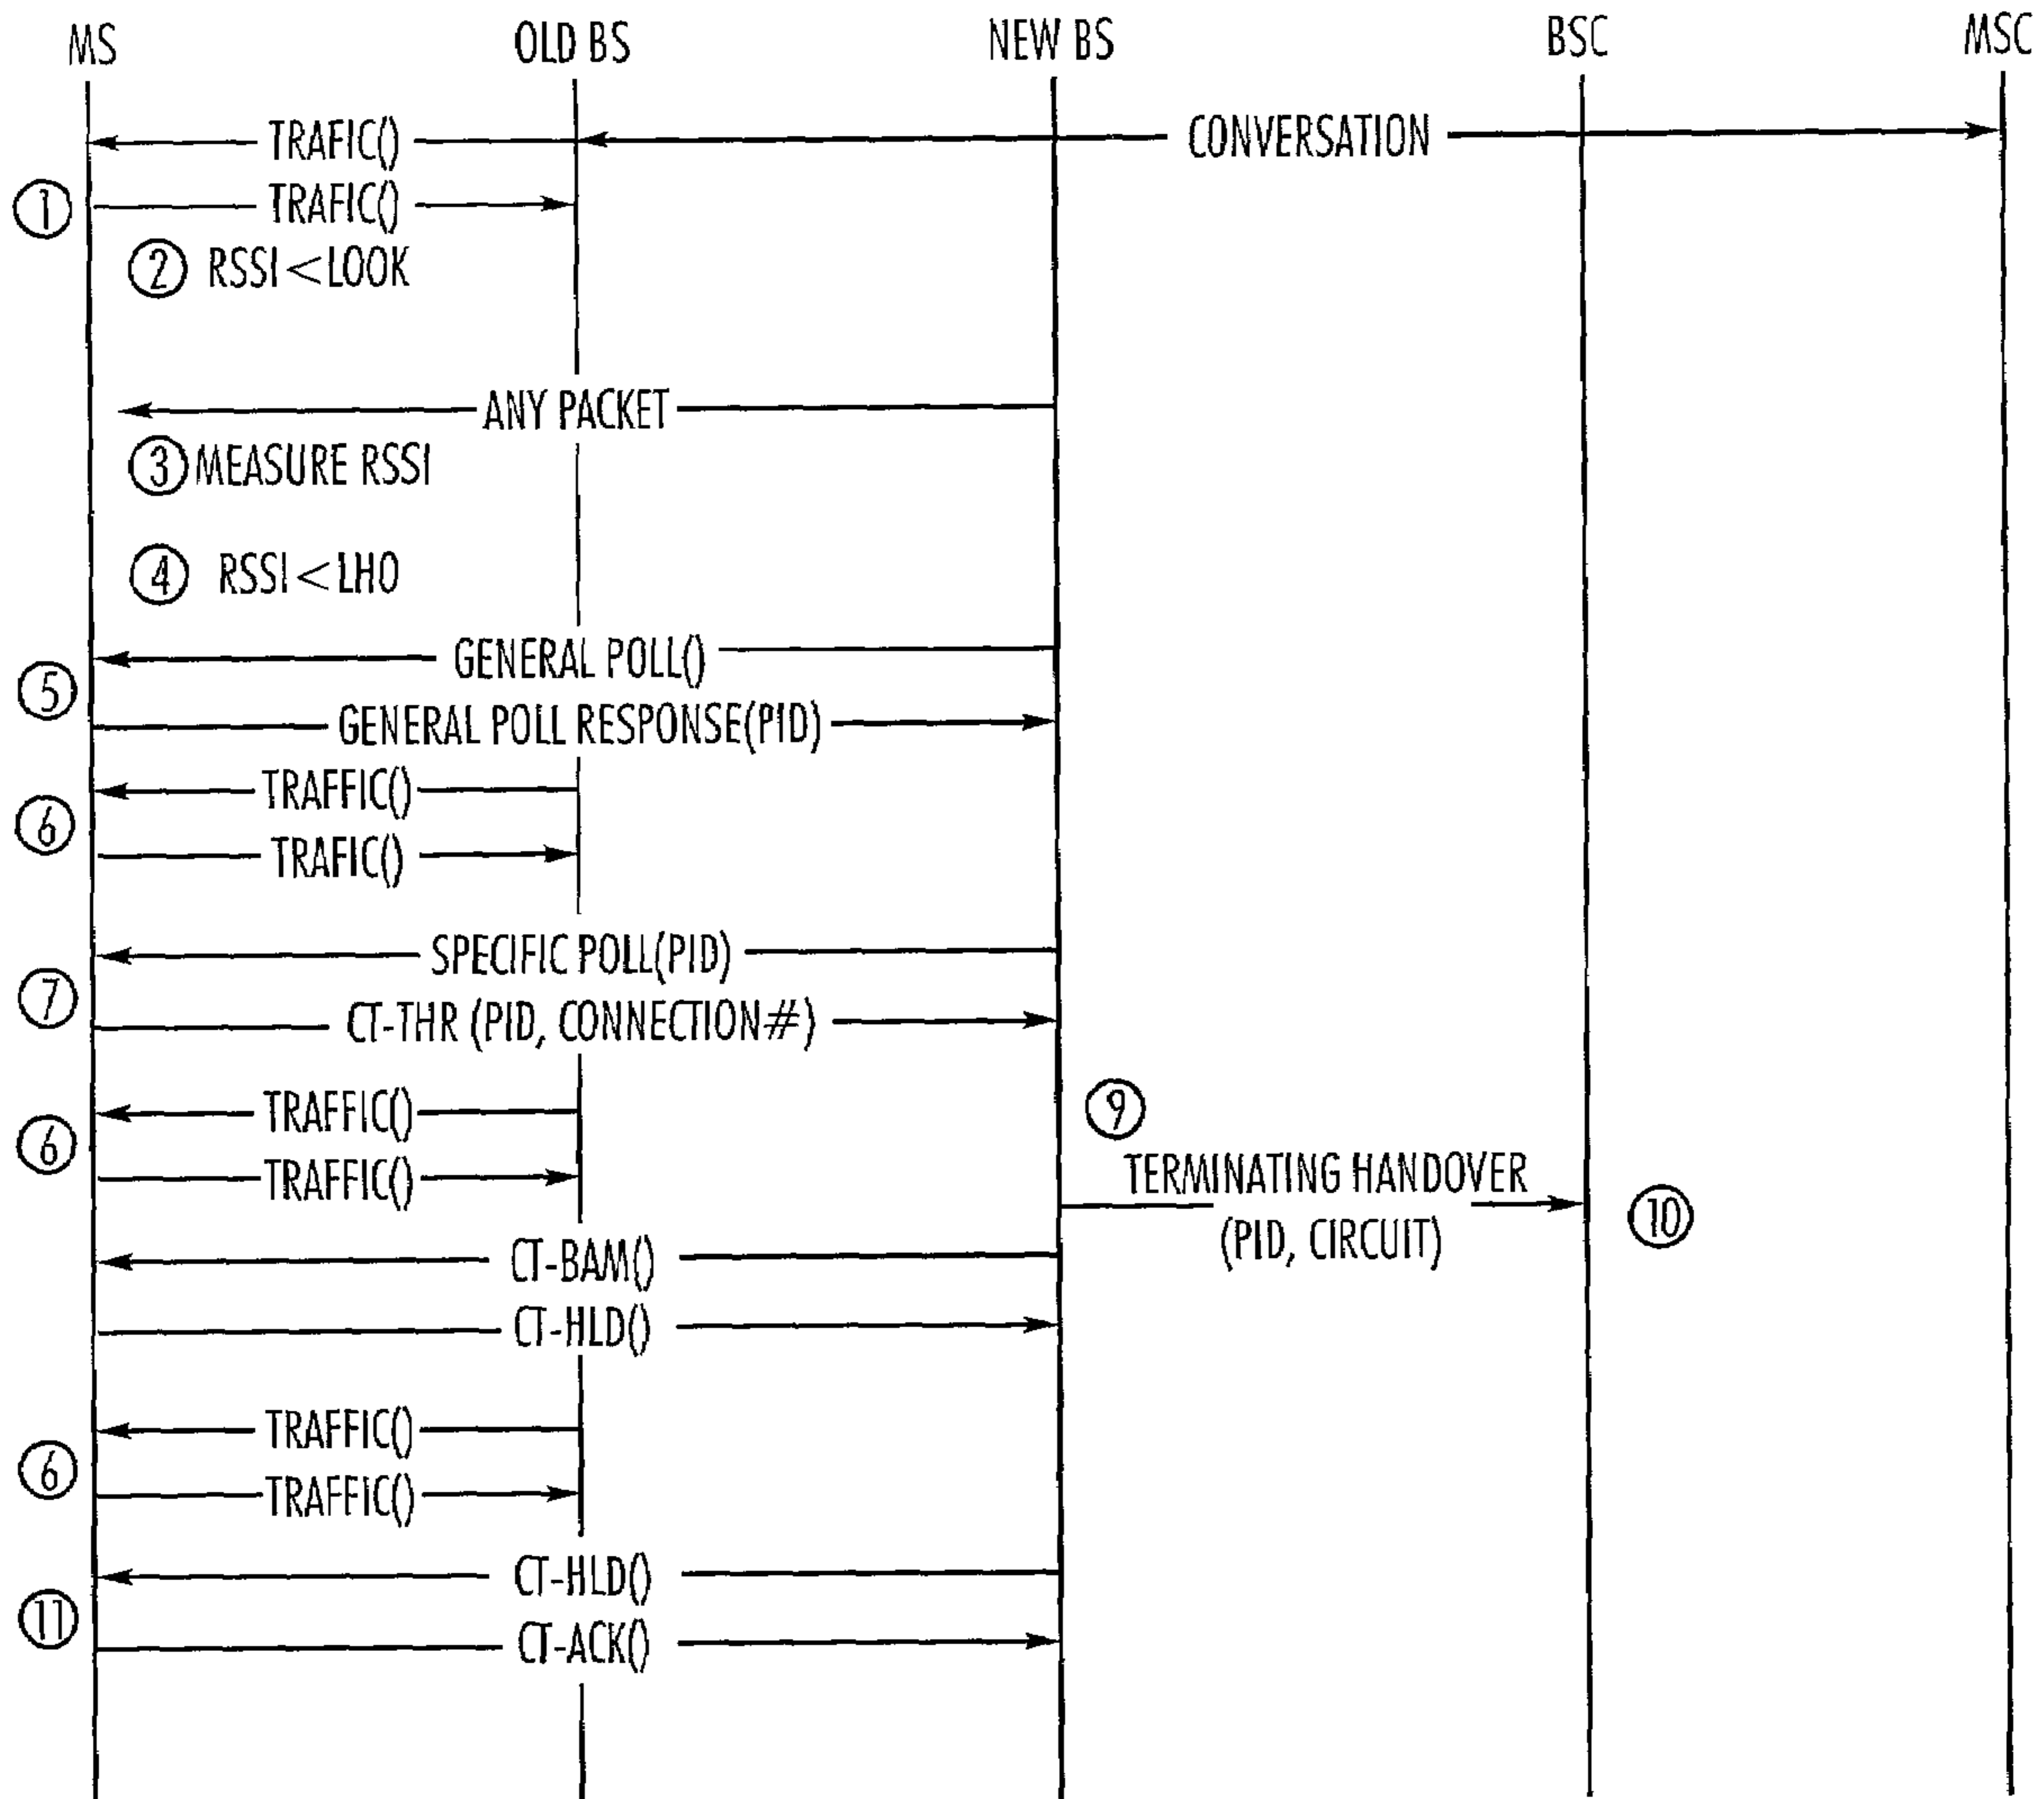 MS OLD BS NEW BS BSC MSC
TRAFIC() CONVERSATION
① TRAFIC()
② RSSI<LOOK
ANY PACKET
③ MEASURE RSSI
④ RSSI<LHO
GENERAL POLL()
⑤
GENERAL POLL RESPONSE(PID)
TRAFFIC()
⑥
TRAFIC()
SPECIFIC POLL(PID)
⑦
CT-THR (PID, CONNECTION#)
TRAFFIC() ⑨
⑥
TRAFFIC() TERMINATING HANDOVER
(PID, CIRCUIT) ⑩
CT-BAM()
CT-HLD()
TRAFFIC()
⑥
TRAFFIC()
CT-HLD()
⑪
CT-ACK()